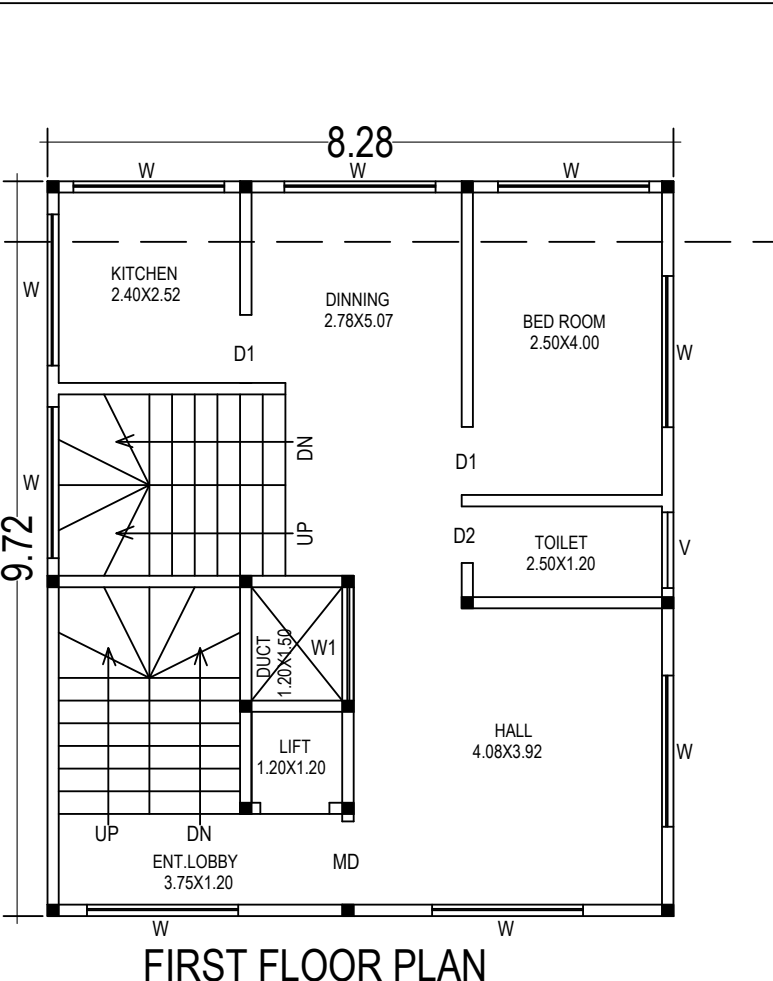 8.28
W
W
W
KITCHEN
2.40X2.52
DINNING
2.78X5.07
BED ROOM
2.50X4.00
W
W
D1
DN
D1
W
UP
D2
TOILET
2.50X1.20
V
9.72
DUCT
1.20X1.50
W1
LIFT
1.20X1.20
HALL
4.08X3.92
W
UP
DN
ENT.LOBBY
3.75X1.20
MD
W
W
FIRST FLOOR PLAN